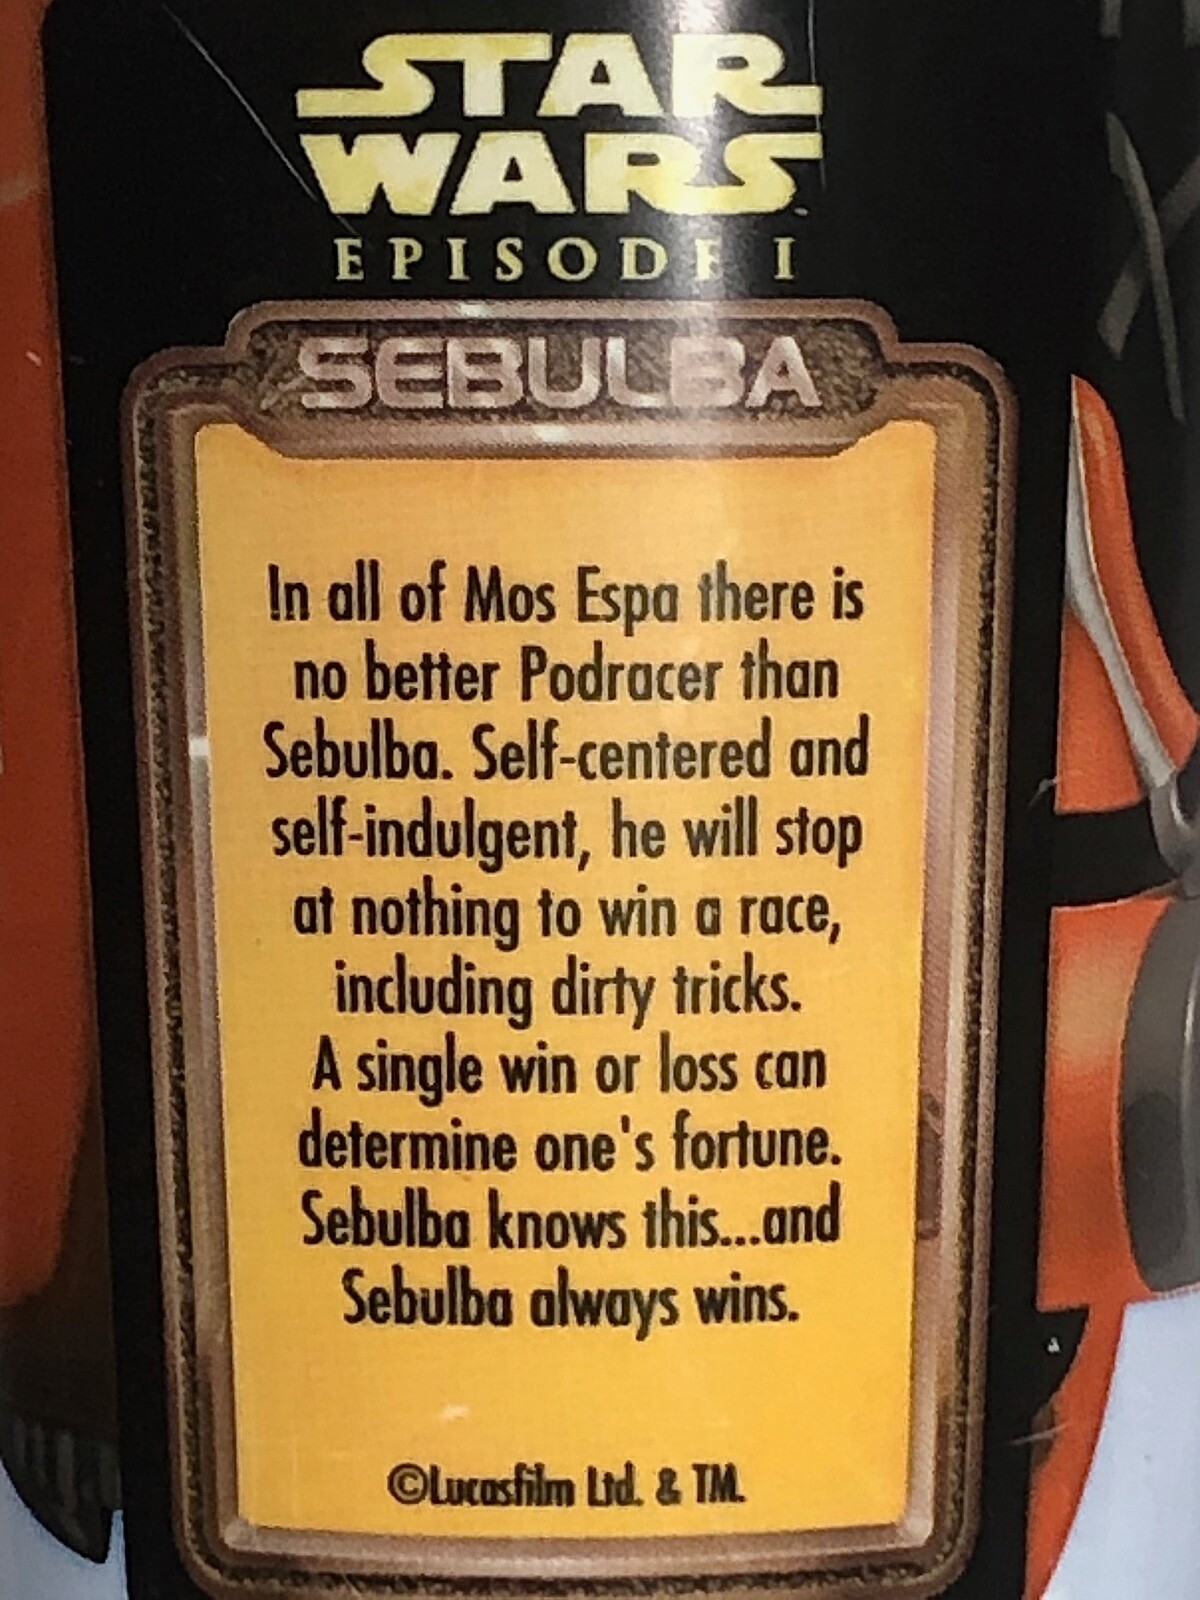 STAR
WARS
EPISODE I
SEBULBA
In all of Mos Espa there is
no better Podracer than
Sebulba. Self-centered and
self-indulgent, he will stop
at nothing to win a race,
including dirty tricks.
A single win or loss can
determine one's fortune.
Sebulba knows this...and
Sebulba always wins.
©Lucasfilm Ltd. & TM.